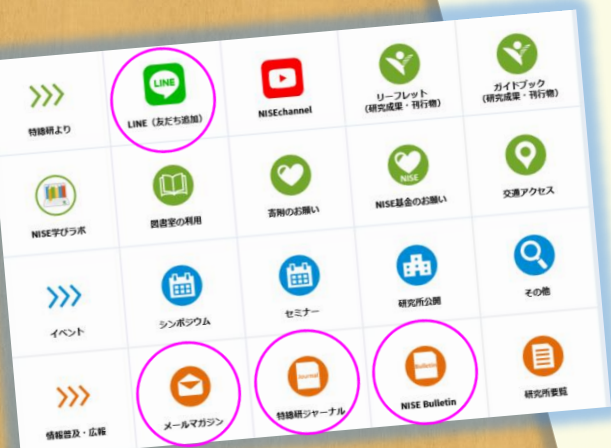 特総研より
LINE
LINE（友だち追加）
NISEchannel
リーフレット
（研究成果・刊行物）
ガイドブック
（研究成果・刊行物）
NISE学びラボ
図書室の利用
寄附のお願い
NISE
NISE基金のお願い
交通アクセス
イベント
シンポジウム
セミナー
研究所公開
その他
情報普及・広報
メールマガジン
Journal
特総研ジャーナル
Bulletin
NISE Bulletin
研究所要覧